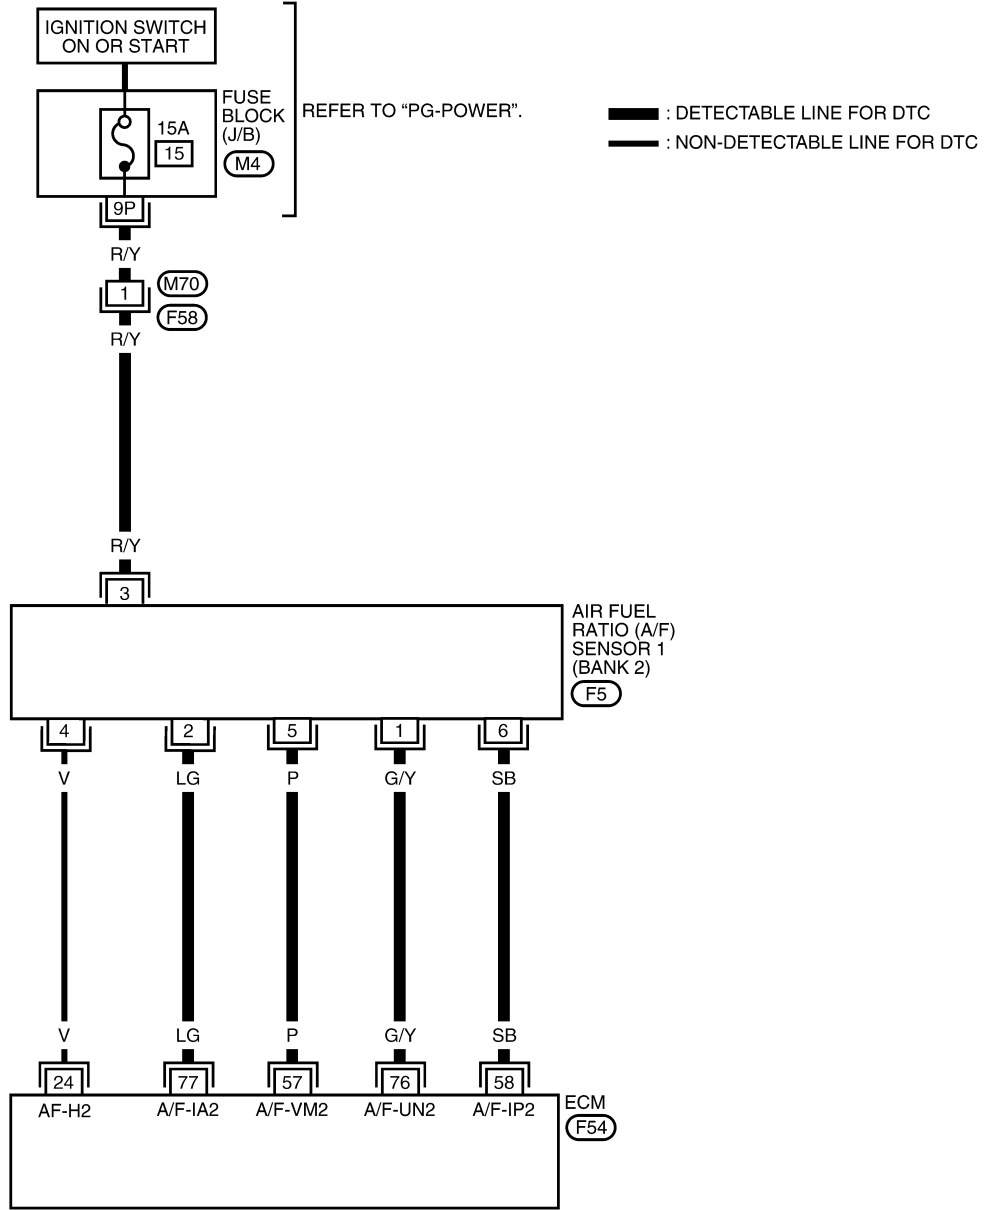 IGNITION SWITCH
ON OR START
FUSE
BLOCK
(J/B)
M4
REFER TO “PG-POWER”.
: DETECTABLE LINE FOR DTC
: NON-DETECTABLE LINE FOR DTC
15A
15
9P
R/Y
1
M70
F58
R/Y
R/Y
3
AIR FUEL
RATIO (A/F)
SENSOR 1
(BANK 2)
F5
4 2 5 1 6
V LG P G/Y SB
V LG P G/Y SB
24 77 57 76 58
AF-H2 A/F-IA2 A/F-VM2 A/F-UN2 A/F-IP2
ECM
F54